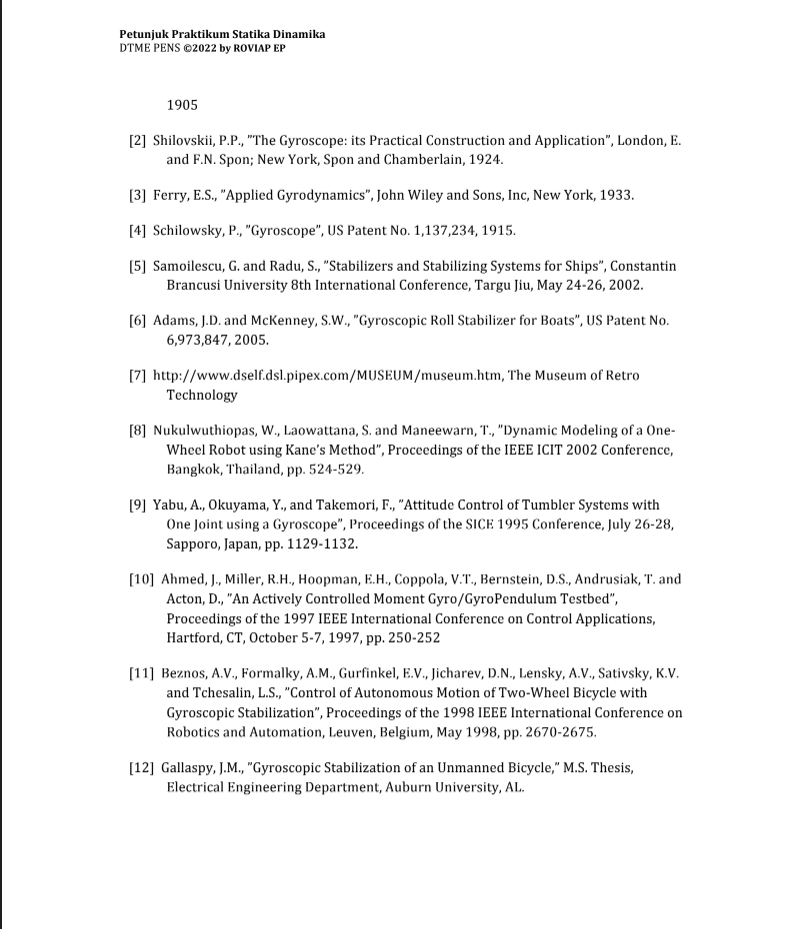 Petunjuk Praktikum Statika Dinamika
DTME PENS ©2022 by ROVIAP EP
1905
[2] Shilovskii, P.P., "The Gyroscope: its Practical Construction and Application", London, E.
and F.N. Spon; New York, Spon and Chamberlain, 1924.
[3] Ferry, E.S., "Applied Gyrodynamics", John Wiley and Sons, Inc, New York, 1933.
[4] Schilowsky, P., "Gyroscope", US Patent No. 1,137,234, 1915.
[5] Samoilescu, G. and Radu, S., "Stabilizers and Stabilizing Systems for Ships", Constantin
Brancusi University 8th International Conference, Targu Jiu, May 24-26, 2002.
[6] Adams, J.D. and McKenney, S.W., "Gyroscopic Roll Stabilizer for Boats", US Patent No.
6,973,847, 2005.
[7] http://www.dself.dsl.pipex.com/MUSEUM/museum.htm, The Museum of Retro
Technology
[8] Nukulwuthiopas, W., Laowattana, S. and Maneewarn, T., "Dynamic Modeling of a One-
Wheel Robot using Kane's Method", Proceedings of the IEEE ICIT 2002 Conference,
Bangkok, Thailand, pp. 524-529.
[9] Yabu, A., Okuyama, Y., and Takemori, F., "Attitude Control of Tumbler Systems with
One Joint using a Gyroscope", Proceedings of the SICE 1995 Conference, July 26-28,
Sapporo, Japan, pp. 1129-1132.
[10] Ahmed, J., Miller, R.H., Hoopman, E.H., Coppola, V.T., Bernstein, D.S., Andrusiak, T. and
Acton, D., "An Actively Controlled Moment Gyro/GyroPendulum Testbed",
Proceedings of the 1997 IEEE International Conference on Control Applications,
Hartford, CT, October 5-7, 1997, pp. 250-252
[11] Beznos, A.V., Formalky, A.M., Gurfinkel, E.V., Jicharev, D.N., Lensky, A.V., Sativsky, K.V.
and Tchesalin, L.S., "Control of Autonomous Motion of Two-Wheel Bicycle with
Gyroscopic Stabilization", Proceedings of the 1998 IEEE International Conference on
Robotics and Automation, Leuven, Belgium, May 1998, pp. 2670-2675.
[12] Gallaspy, J.M., "Gyroscopic Stabilization of an Unmanned Bicycle," M.S. Thesis,
Electrical Engineering Department, Auburn University, AL.